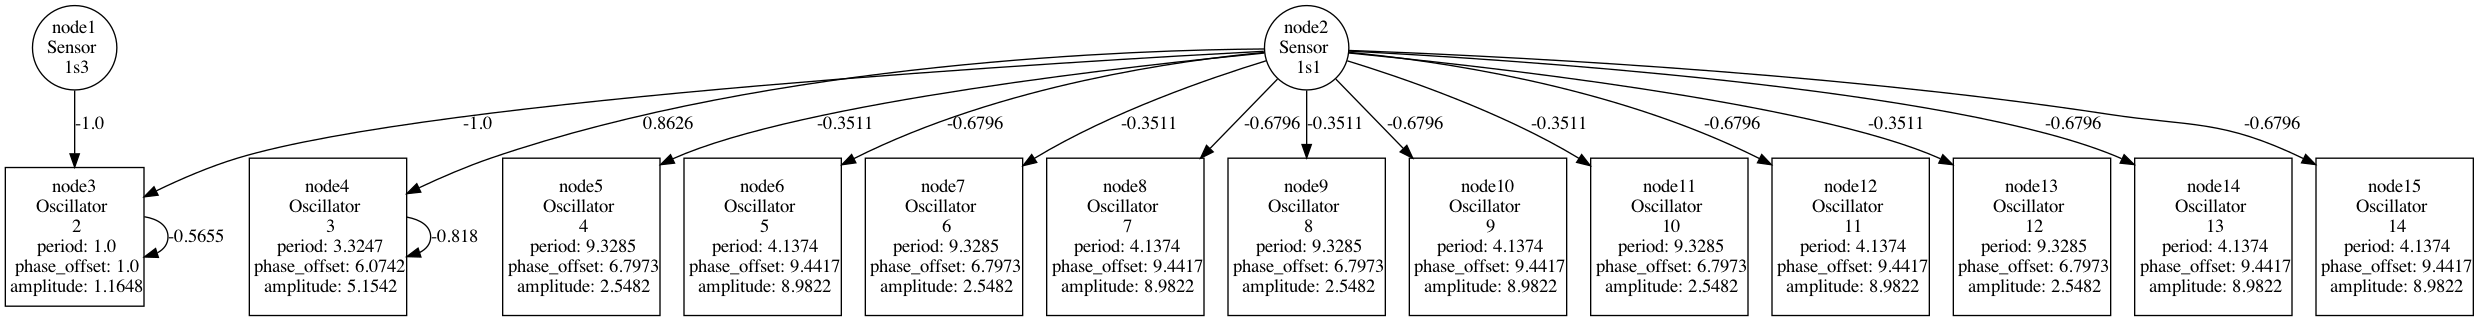 node1
Sensor
1s3
node2
Sensor
1s1
-1.0
-1.0
0.8626
-0.3511
-0.6796
-0.3511
-0.6796
-0.3511
-0.6796
-0.3511
-0.6796
-0.3511
-0.6796
-0.6796
node3
Oscillator
2
period: 1.0
phase_offset: 1.0
amplitude: 1.1648
-0.5655
node4
Oscillator
3
period: 3.3247
phase_offset: 6.0742
amplitude: 5.1542
-0.818
node5
Oscillator
4
period: 9.3285
phase_offset: 6.7973
amplitude: 2.5482
node6
Oscillator
5
period: 4.1374
phase_offset: 9.4417
amplitude: 8.9822
node7
Oscillator
6
period: 9.3285
phase_offset: 6.7973
amplitude: 2.5482
node8
Oscillator
7
period: 4.1374
phase_offset: 9.4417
amplitude: 8.9822
node9
Oscillator
8
period: 9.3285
phase_offset: 6.7973
amplitude: 2.5482
node10
Oscillator
9
period: 4.1374
phase_offset: 9.4417
amplitude: 8.9822
node11
Oscillator
10
period: 9.3285
phase_offset: 6.7973
amplitude: 2.5482
node12
Oscillator
11
period: 4.1374
phase_offset: 9.4417
amplitude: 8.9822
node13
Oscillator
12
period: 9.3285
phase_offset: 6.7973
amplitude: 2.5482
node14
Oscillator
13
period: 4.1374
phase_offset: 9.4417
amplitude: 8.9822
node15
Oscillator
14
period: 4.1374
phase_offset: 9.4417
amplitude: 8.9822